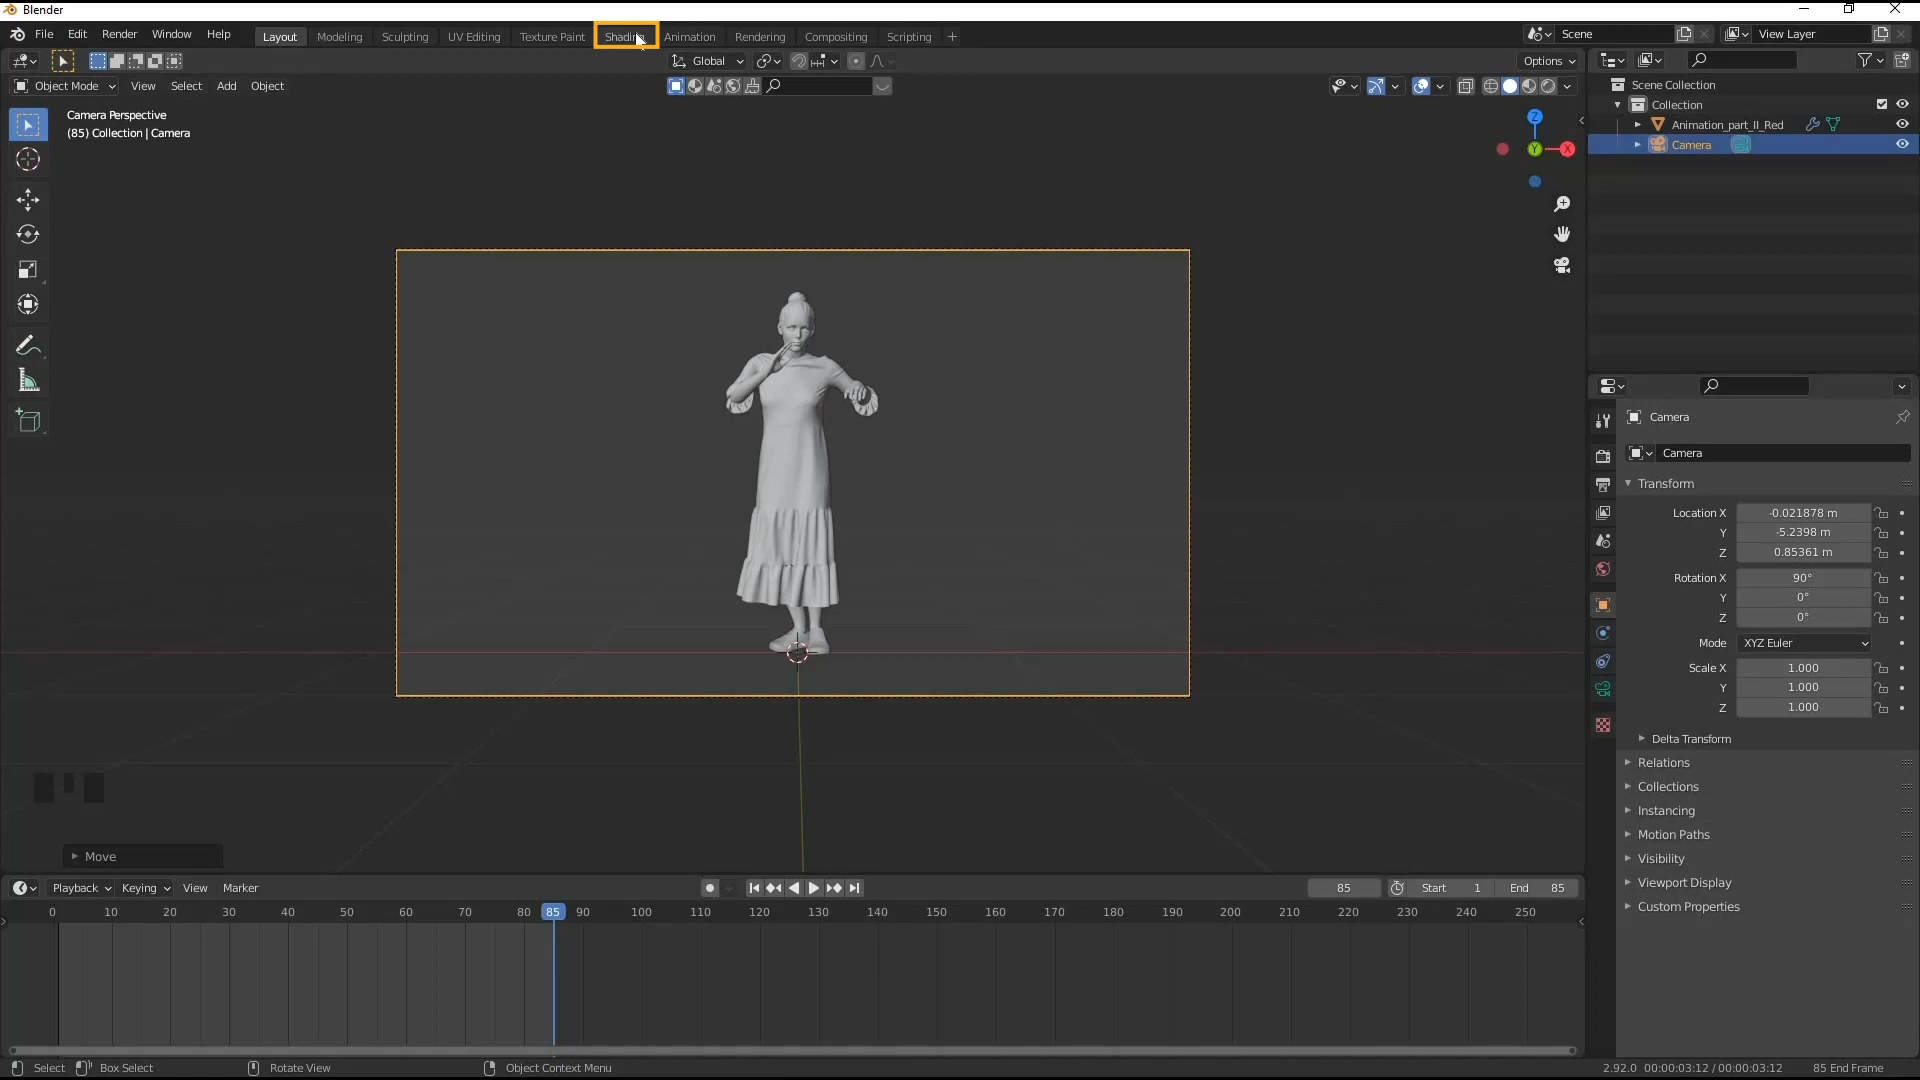 Blender
File Edit Render Window Help Layout Modeling Sculpting UV Editing Texture Paint Shading Animation Rendering Compositing Scripting + Scene View Layer
Global Options
Object Mode View Select Add Object
Camera Perspective
(85) Collection | Camera
Z
Y X
Scene Collection
Collection
Animation_part_II_Red
Camera
Camera
Camera
Transform
Location X -0.021878 m
Y -5.2398 m
Z 0.85361 m
Rotation X 90°
Y 0°
Z 0°
Mode XYZ Euler
Scale X 1.000
Y 1.000
Z 1.000
Delta Transform
Relations
Collections
Instancing
Motion Paths
Visibility
Viewport Display
Custom Properties
Move
Playback Keying View Marker 85 Start 1 End 85
0 10 20 30 40 50 60 70 80 85 90 100 110 120 130 140 150 160 170 180 190 200 210 220 230 240 250
Select Box Select Rotate View Object Context Menu 2.92.0 00:00:03:12 / 00:00:03:12 85 End Frame